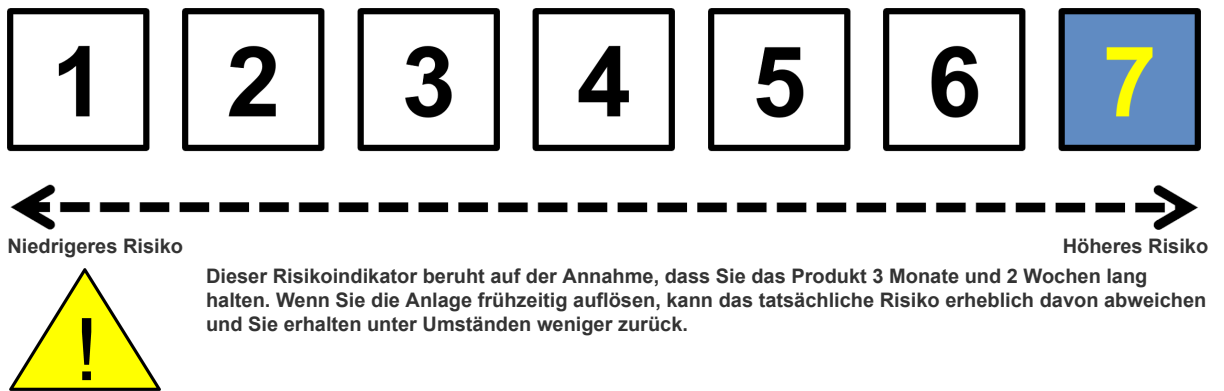 1 2 3 4 5 6 7
Niedrigeres Risiko Höheres Risiko
Dieser Risikoindikator beruht auf der Annahme, dass Sie das Produkt 3 Monate und 2 Wochen lang
halten. Wenn Sie die Anlage frühzeitig auflösen, kann das tatsächliche Risiko erheblich davon abweichen
und Sie erhalten unter Umständen weniger zurück.
!